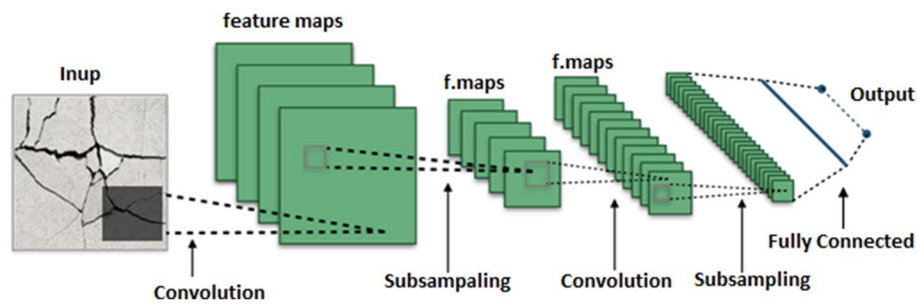 feature maps
Inup
f.maps
f.maps
Output
Convolution
Subsampaling
Convolution
Subsampling
Fully Connected